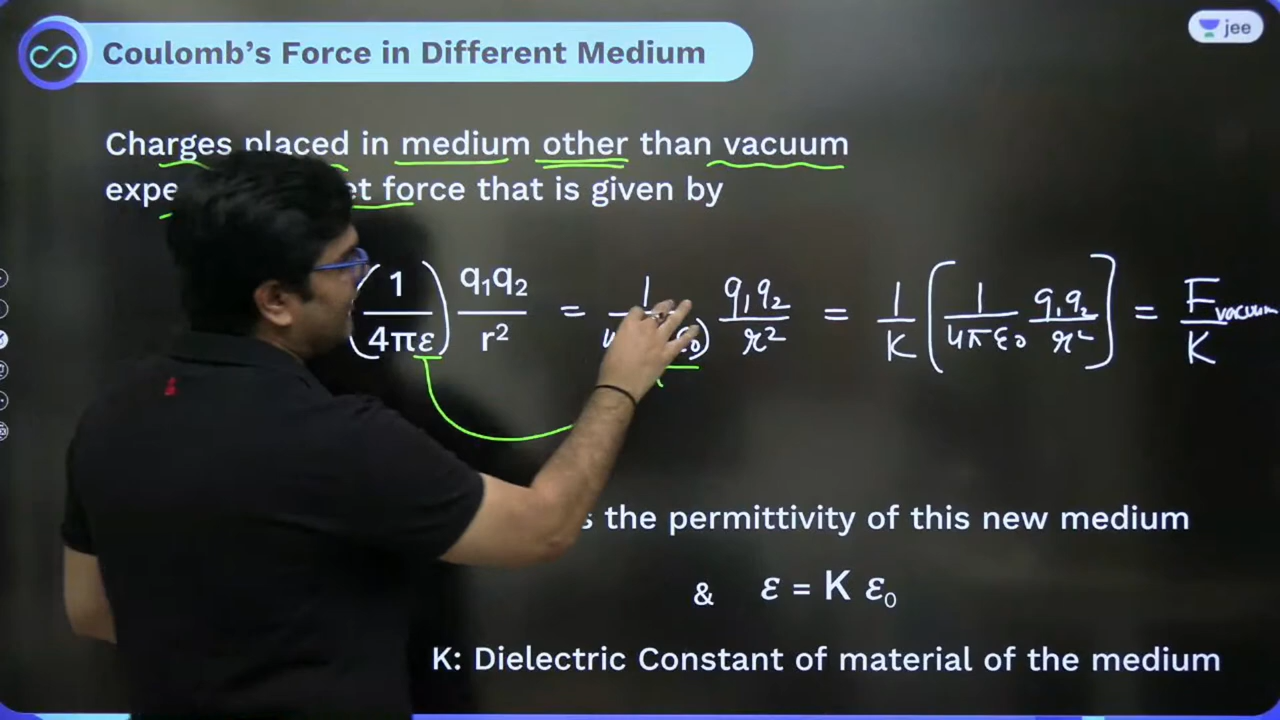 Coulomb's Force in Different Medium
jee
Charges placed in medium other than vacuum
force that is given by
(1/4πε) q₁q₂/r² = 1/ ε₀) q₁q₂/r² = 1/K [1/4πε₀ q₁q₂/r²] = Fvacuum/K
the permittivity of this new medium
& ε = K ε₀
K: Dielectric Constant of material of the medium